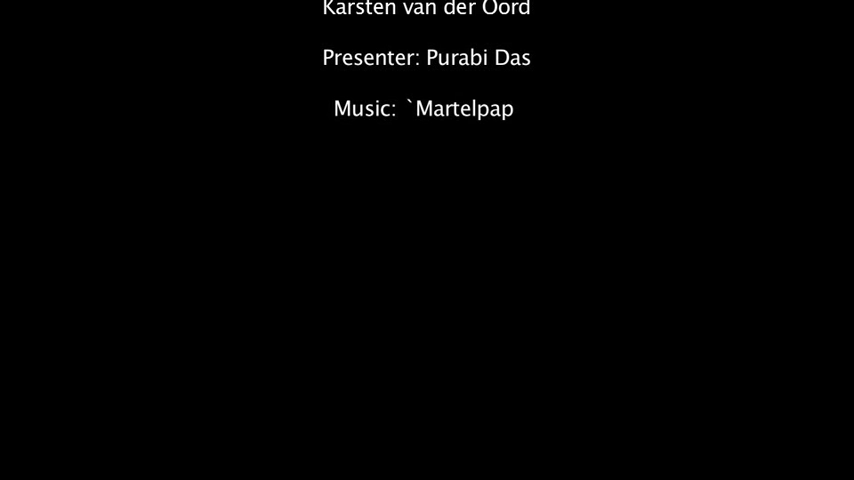 Karsten van der Oord
Presenter: Purabi Das
Music: `Martelpap